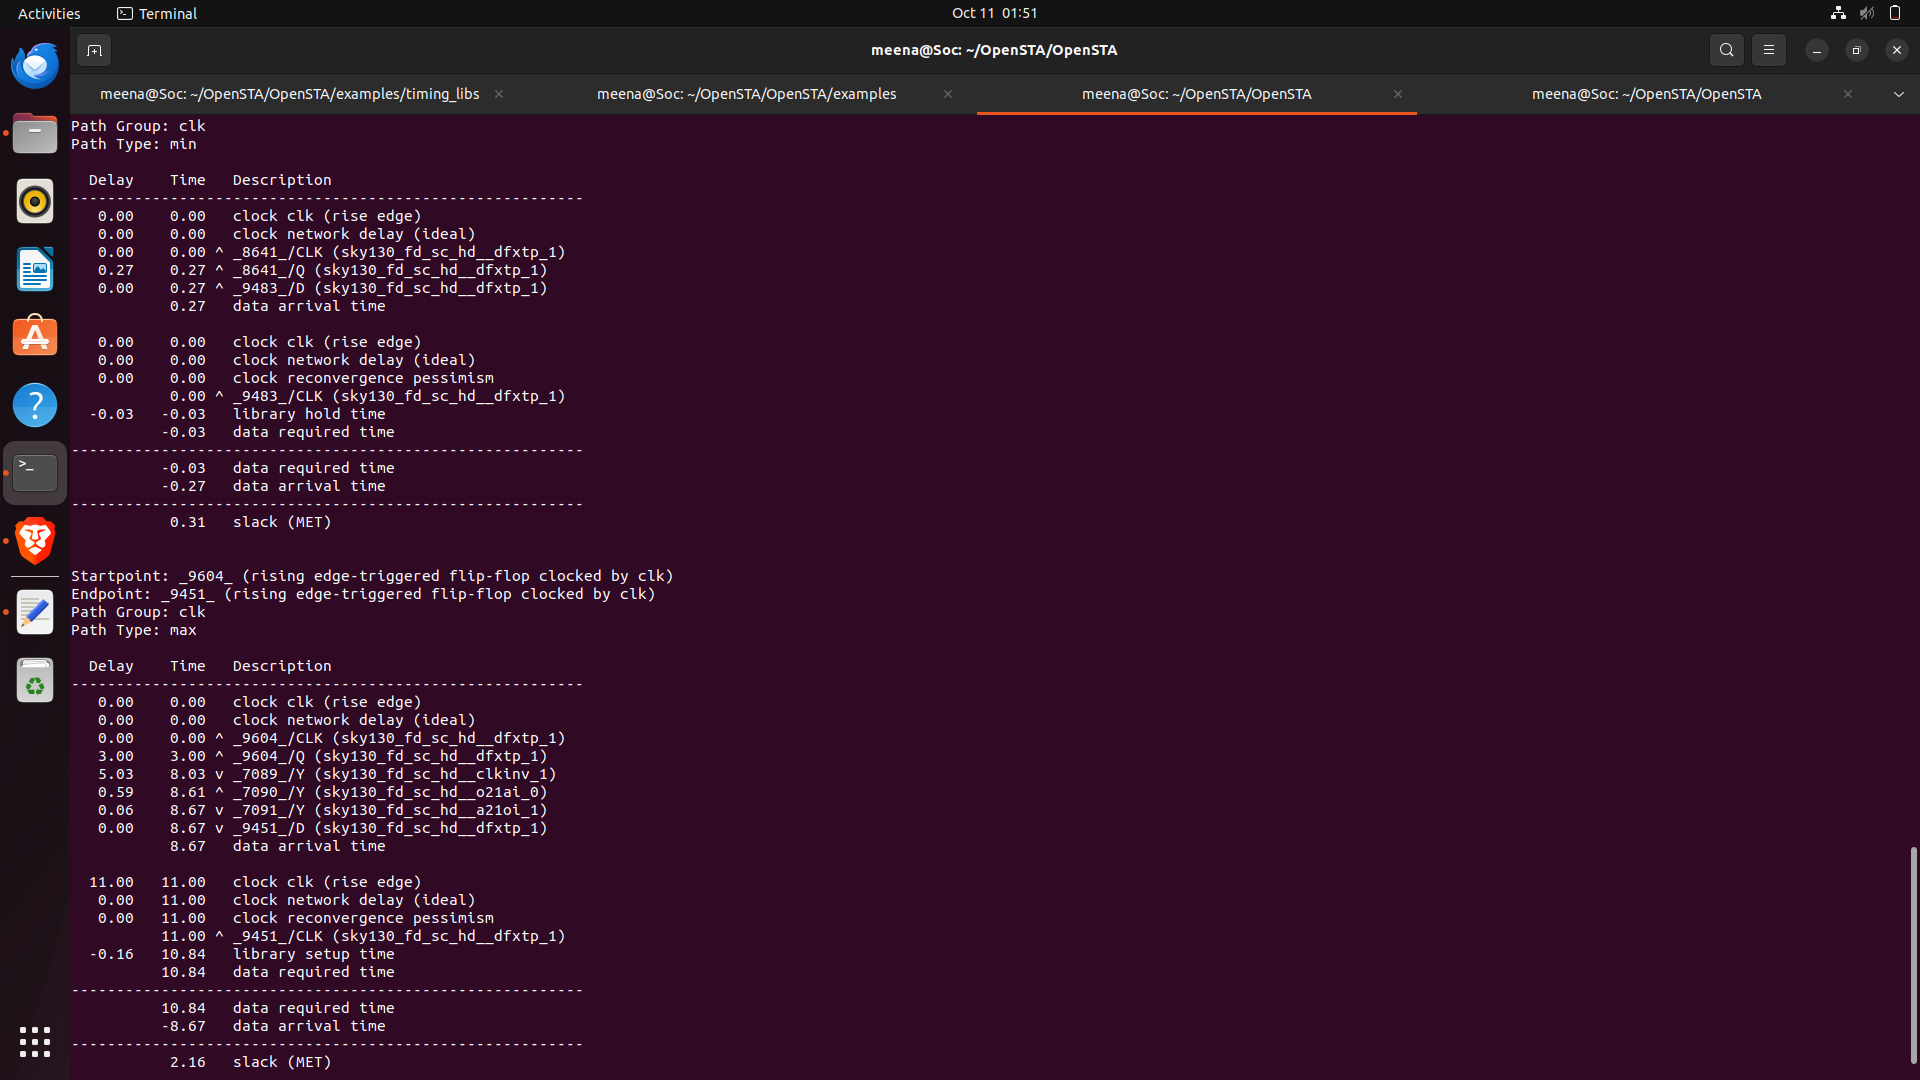 Activities Terminal Oct 11 01:51
meena@Soc: ~/OpenSTA/OpenSTA
meena@Soc: ~/OpenSTA/OpenSTA/examples/timing_libs × meena@Soc: ~/OpenSTA/OpenSTA/examples × meena@Soc: ~/OpenSTA/OpenSTA × meena@Soc: ~/OpenSTA/OpenSTA ×
Path Group: clk
Path Type: min
  Delay    Time   Description
---------------------------------------------------------
   0.00    0.00   clock clk (rise edge)
   0.00    0.00   clock network delay (ideal)
   0.00    0.00 ^ _8641_/CLK (sky130_fd_sc_hd__dfxtp_1)
   0.27    0.27 ^ _8641_/Q (sky130_fd_sc_hd__dfxtp_1)
   0.00    0.27 ^ _9483_/D (sky130_fd_sc_hd__dfxtp_1)
           0.27   data arrival time
   0.00    0.00   clock clk (rise edge)
   0.00    0.00   clock network delay (ideal)
   0.00    0.00   clock reconvergence pessimism
           0.00 ^ _9483_/CLK (sky130_fd_sc_hd__dfxtp_1)
  -0.03   -0.03   library hold time
          -0.03   data required time
---------------------------------------------------------
          -0.03   data required time
          -0.27   data arrival time
---------------------------------------------------------
           0.31   slack (MET)
Startpoint: _9604_ (rising edge-triggered flip-flop clocked by clk)
Endpoint: _9451_ (rising edge-triggered flip-flop clocked by clk)
Path Group: clk
Path Type: max
  Delay    Time   Description
---------------------------------------------------------
   0.00    0.00   clock clk (rise edge)
   0.00    0.00   clock network delay (ideal)
   0.00    0.00 ^ _9604_/CLK (sky130_fd_sc_hd__dfxtp_1)
   3.00    3.00 ^ _9604_/Q (sky130_fd_sc_hd__dfxtp_1)
   5.03    8.03 v _7089_/Y (sky130_fd_sc_hd__clkinv_1)
   0.59    8.61 ^ _7090_/Y (sky130_fd_sc_hd__o21ai_0)
   0.06    8.67 v _7091_/Y (sky130_fd_sc_hd__a21oi_1)
   0.00    8.67 v _9451_/D (sky130_fd_sc_hd__dfxtp_1)
           8.67   data arrival time
  11.00   11.00   clock clk (rise edge)
   0.00   11.00   clock network delay (ideal)
   0.00   11.00   clock reconvergence pessimism
          11.00 ^ _9451_/CLK (sky130_fd_sc_hd__dfxtp_1)
  -0.16   10.84   library setup time
          10.84   data required time
---------------------------------------------------------
          10.84   data required time
          -8.67   data arrival time
---------------------------------------------------------
           2.16   slack (MET)